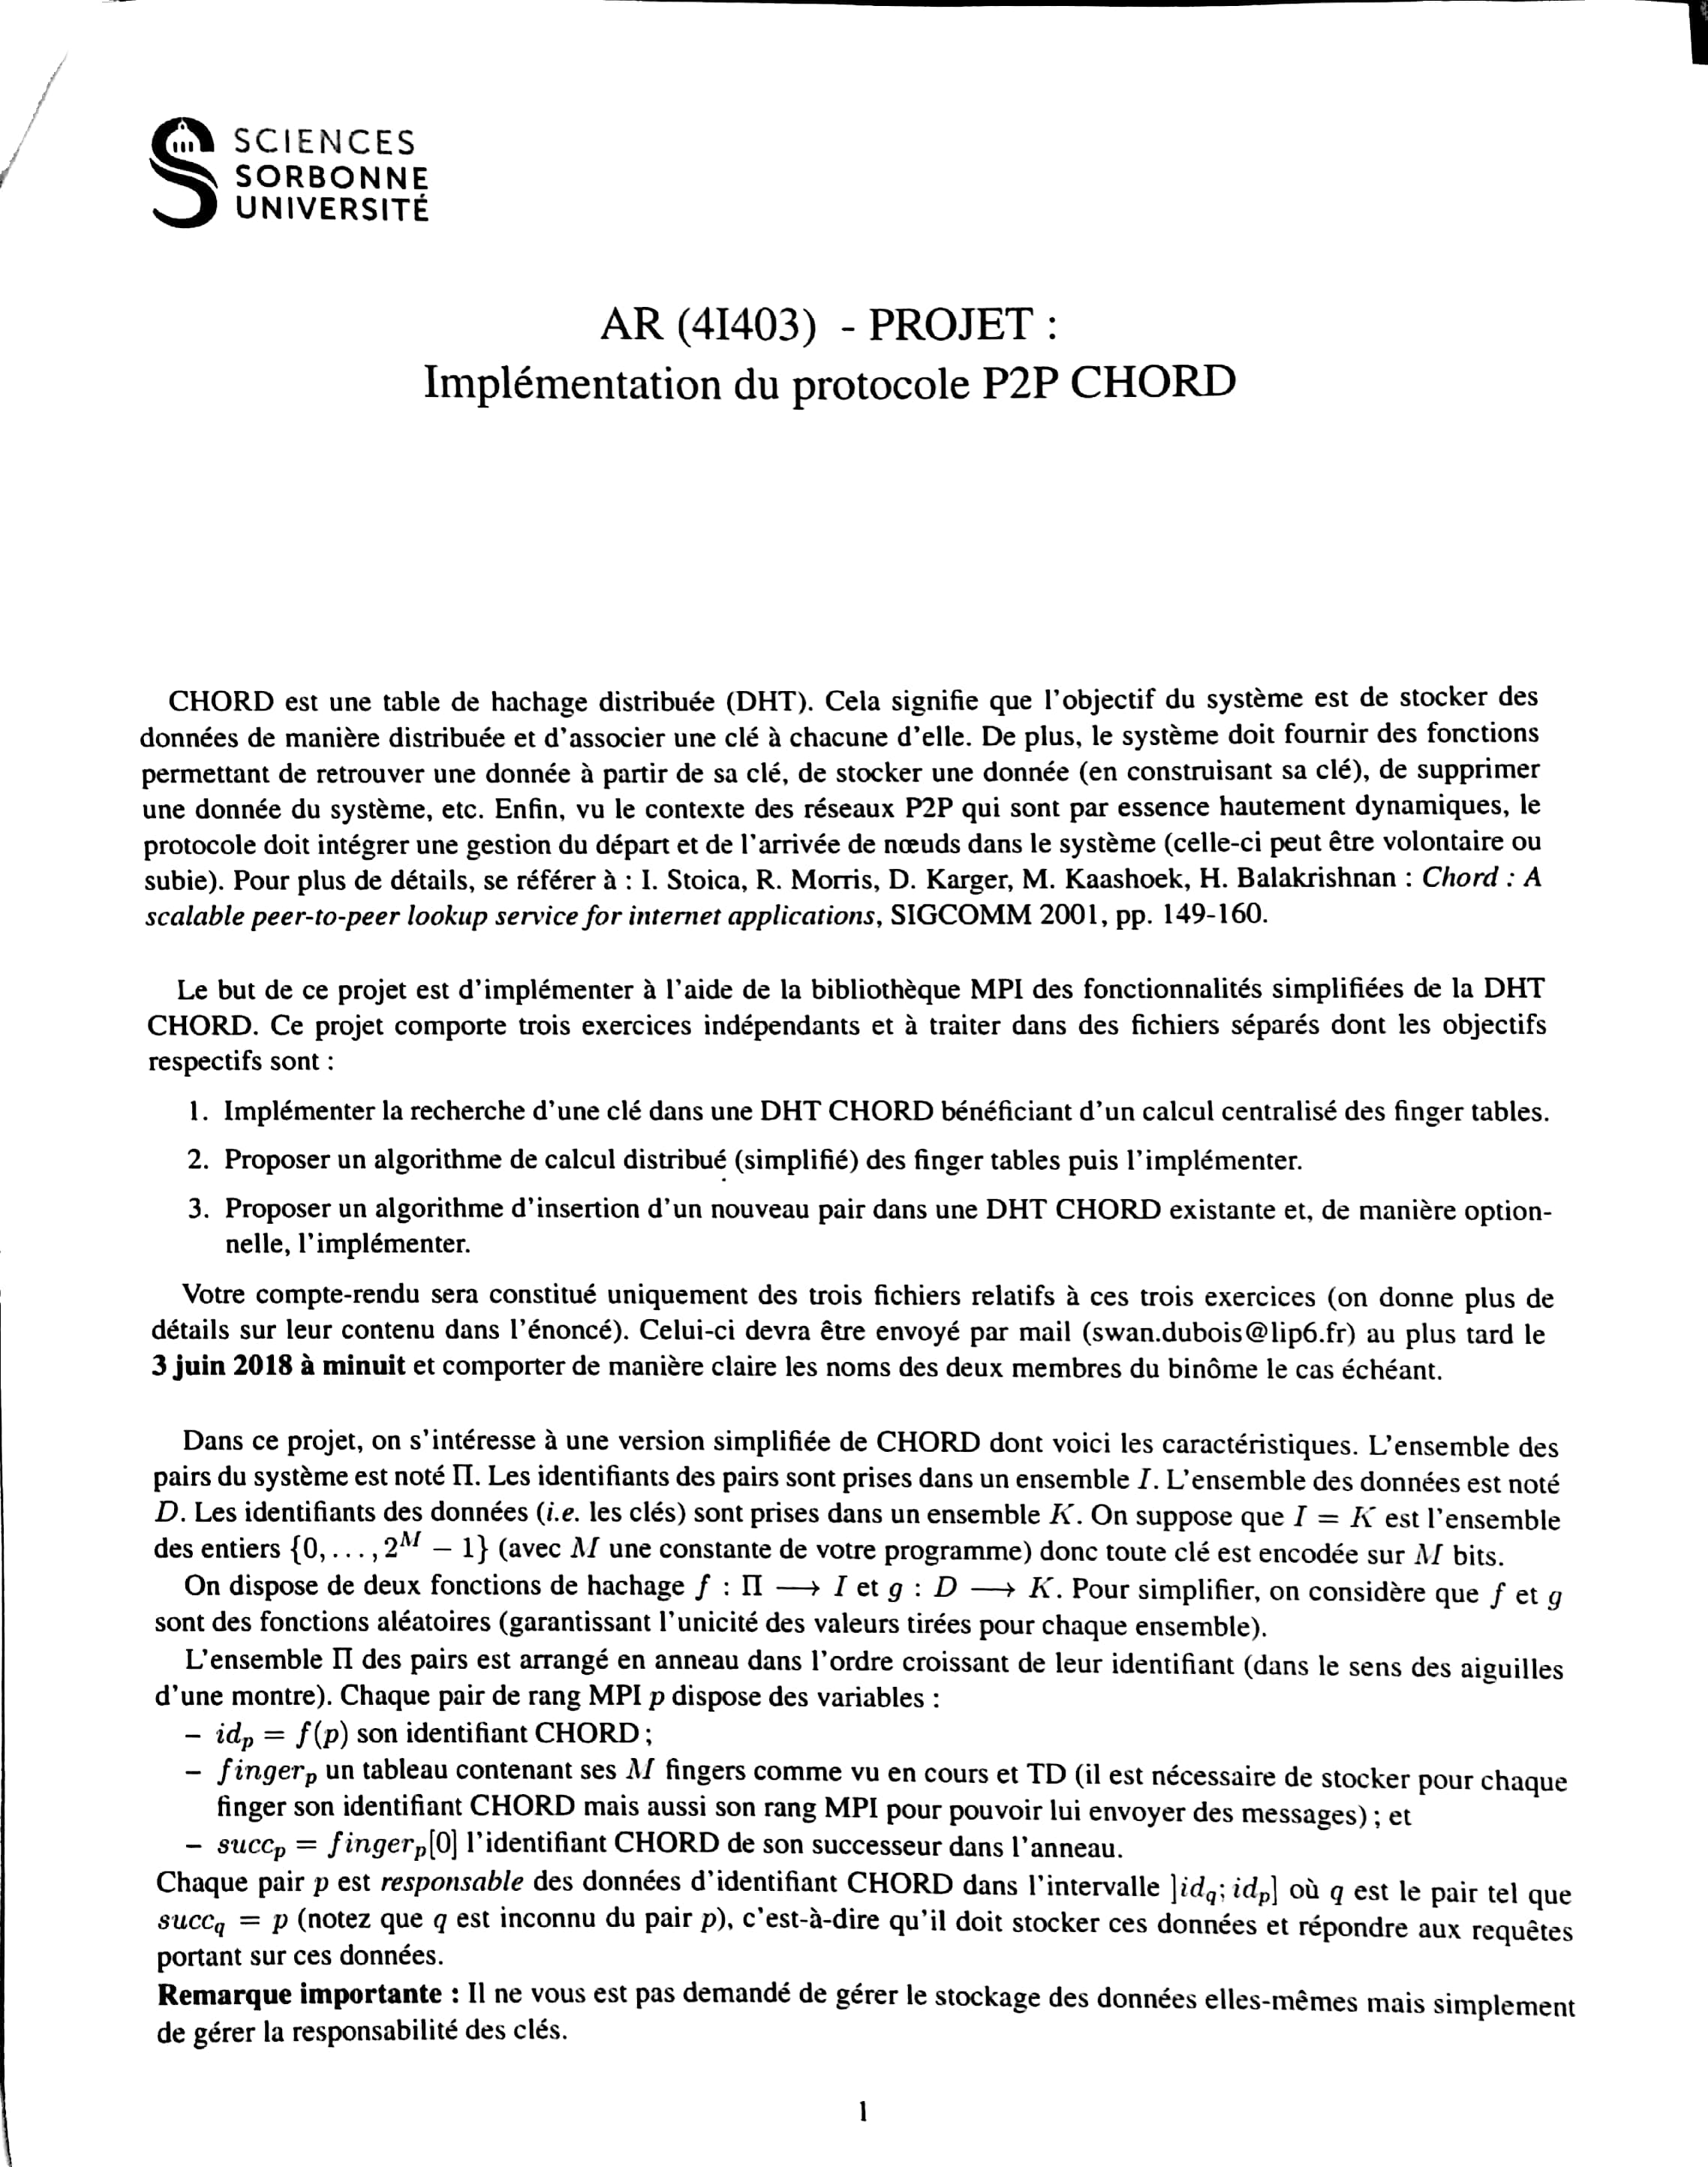 SCIENCES
SORBONNE
UNIVERSITÉ
AR (4I403) - PROJET :
Implémentation du protocole P2P CHORD
CHORD est une table de hachage distribuée (DHT). Cela signifie que l'objectif du système est de stocker des
données de manière distribuée et d'associer une clé à chacune d'elle. De plus, le système doit fournir des fonctions
permettant de retrouver une donnée à partir de sa clé, de stocker une donnée (en construisant sa clé), de supprimer
une donnée du système, etc. Enfin, vu le contexte des réseaux P2P qui sont par essence hautement dynamiques, le
protocole doit intégrer une gestion du départ et de l'arrivée de nœuds dans le système (celle-ci peut être volontaire ou
subie). Pour plus de détails, se référer à : I. Stoica, R. Morris, D. Karger, M. Kaashoek, H. Balakrishnan : Chord : A
scalable peer-to-peer lookup service for internet applications, SIGCOMM 2001, pp. 149-160.
Le but de ce projet est d'implémenter à l'aide de la bibliothèque MPI des fonctionnalités simplifiées de la DHT
CHORD. Ce projet comporte trois exercices indépendants et à traiter dans des fichiers séparés dont les objectifs
respectifs sont :
1. Implémenter la recherche d'une clé dans une DHT CHORD bénéficiant d'un calcul centralisé des finger tables.
2. Proposer un algorithme de calcul distribué (simplifié) des finger tables puis l'implémenter.
3. Proposer un algorithme d'insertion d'un nouveau pair dans une DHT CHORD existante et, de manière option-
nelle, l'implémenter.
Votre compte-rendu sera constitué uniquement des trois fichiers relatifs à ces trois exercices (on donne plus de
détails sur leur contenu dans l'énoncé). Celui-ci devra être envoyé par mail (swan.dubois@lip6.fr) au plus tard le
3 juin 2018 à minuit et comporter de manière claire les noms des deux membres du binôme le cas échéant.
Dans ce projet, on s'intéresse à une version simplifiée de CHORD dont voici les caractéristiques. L'ensemble des
pairs du système est noté Π. Les identifiants des pairs sont prises dans un ensemble I. L'ensemble des données est noté
D. Les identifiants des données (i.e. les clés) sont prises dans un ensemble K. On suppose que I = K est l'ensemble
des entiers {0, . . . , 2^M − 1} (avec M une constante de votre programme) donc toute clé est encodée sur M bits.
On dispose de deux fonctions de hachage f : Π ⟶ I et g : D ⟶ K. Pour simplifier, on considère que f et g
sont des fonctions aléatoires (garantissant l'unicité des valeurs tirées pour chaque ensemble).
L'ensemble Π des pairs est arrangé en anneau dans l'ordre croissant de leur identifiant (dans le sens des aiguilles
d'une montre). Chaque pair de rang MPI p dispose des variables :
– id_p = f(p) son identifiant CHORD ;
– finger_p un tableau contenant ses M fingers comme vu en cours et TD (il est nécessaire de stocker pour chaque
finger son identifiant CHORD mais aussi son rang MPI pour pouvoir lui envoyer des messages) ; et
– succ_p = finger_p[0] l'identifiant CHORD de son successeur dans l'anneau.
Chaque pair p est responsable des données d'identifiant CHORD dans l'intervalle ]id_q; id_p] où q est le pair tel que
succ_q = p (notez que q est inconnu du pair p), c'est-à-dire qu'il doit stocker ces données et répondre aux requêtes
portant sur ces données.
Remarque importante : Il ne vous est pas demandé de gérer le stockage des données elles-mêmes mais simplement
de gérer la responsabilité des clés.
1